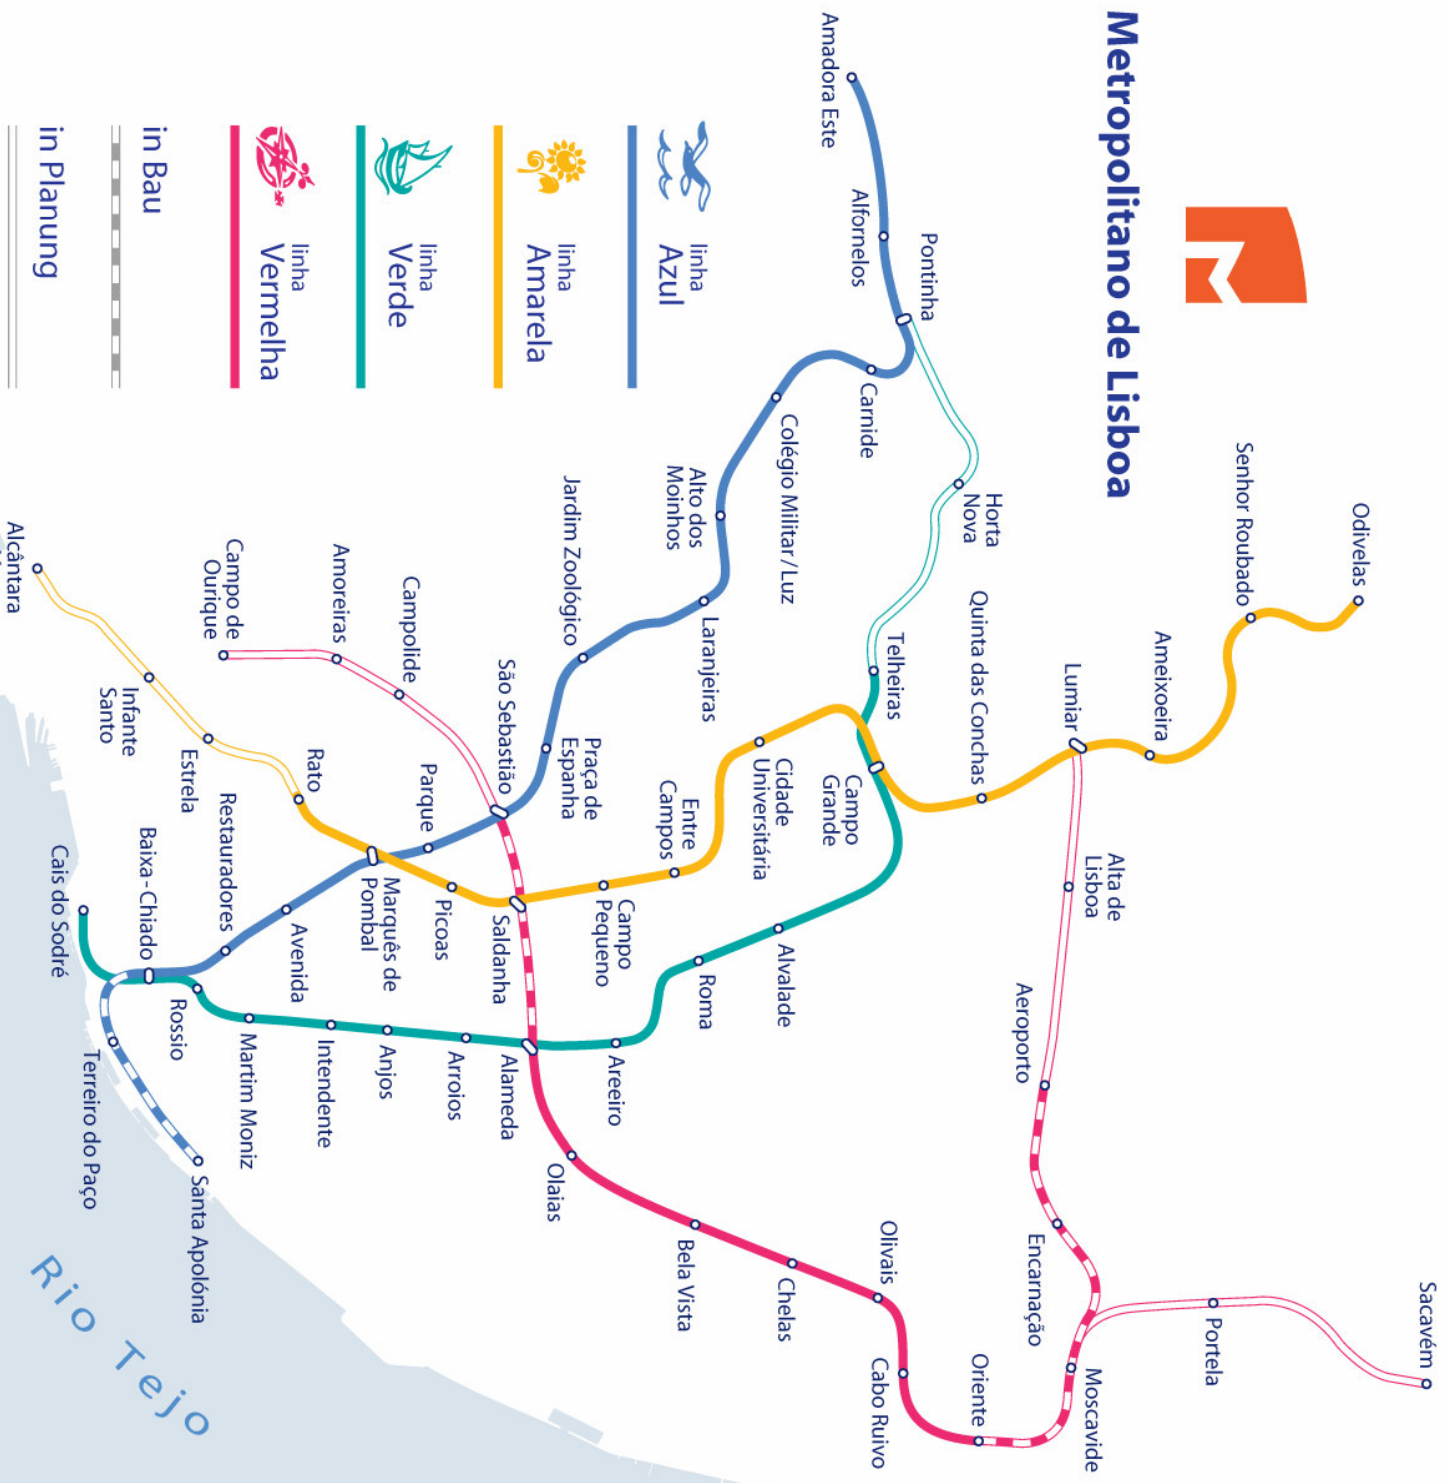 Metropolitano de Lisboa
linha
Azul
linha
Amarela
linha
Verde
linha
Vermelha
in Bau
in Planung
Amadora Este
Alfornelos
Pontinha
Carnide
Colégio Militar/Luz
Alto dos
Moinhos
Laranjeiras
Jardim Zoológico
Praça de
Espanha
São Sebastião
Parque
Marquês de
Pombal
Avenida
Restauradores
Baixa-Chiado
Terreiro do Paço
Santa Apolónia
Odivelas
Senhor Roubado
Ameixoeira
Lumiar
Quinta das Conchas
Campo
Grande
Cidade
Universitária
Entre
Campos
Campo
Pequeno
Saldanha
Picoas
Rato
Estrela
Infante
Santo
Alcântara
Horta
Nova
Telheiras
Alvalade
Roma
Areeiro
Alameda
Arroios
Anjos
Intendente
Martim Moniz
Rossio
Cais do Sodré
Campo de
Ourique
Amoreiras
Campolide
Olaias
Bela Vista
Chelas
Olivais
Cabo Ruivo
Oriente
Moscavide
Encarnação
Aeroporto
Alta de
Lisboa
Portela
Sacavém
Rio Tejo